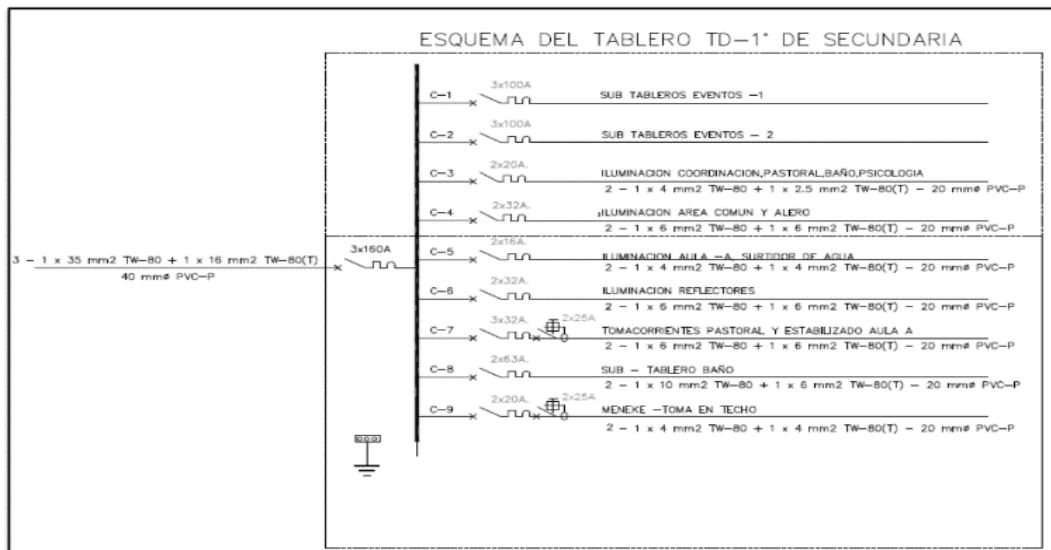 ESQUEMA DEL TABLERO TD-1° DE SECUNDARIA
C-1 3x100A SUB TABLEROS EVENTOS -1
C-2 3x100A SUB TABLEROS EVENTOS - 2
C-3 2x20A. ILUMINACION COORDINACION,PASTORAL,BAÑO,PSICOLOGIA
2 - 1 x 4 mm2 TW-80 + 1 x 2.5 mm2 TW-80(T) - 20 mmø PVC-P
C-4 2x32A. ILUMINACION AREA COMUN Y ALERO
2 - 1 x 6 mm2 TW-80 + 1 x 6 mm2 TW-80(T) - 20 mmø PVC-P
3 - 1 x 35 mm2 TW-80 + 1 x 16 mm2 TW-80(T)
40 mmø PVC-P
3x160A
C-5 2x16A. ILUMINACION AULA -A, SURTIDOR DE AGUA
2 - 1 x 4 mm2 TW-80 + 1 x 4 mm2 TW-80(T) - 20 mmø PVC-P
C-6 2x32A. ILUMINACION REFLECTORES
2 - 1 x 6 mm2 TW-80 + 1 x 6 mm2 TW-80(T) - 20 mmø PVC-P
C-7 3x32A. 2x25A TOMACORRIENTES PASTORAL Y ESTABILIZADO AULA A
2 - 1 x 6 mm2 TW-80 + 1 x 6 mm2 TW-80(T) - 20 mmø PVC-P
C-8 2x63A. SUB - TABLERO BAÑO
2 - 1 x 10 mm2 TW-80 + 1 x 6 mm2 TW-80(T) - 20 mmø PVC-P
C-9 2x20A. 2x25A MENEKE -TOMA EN TECHO
2 - 1 x 4 mm2 TW-80 + 1 x 4 mm2 TW-80(T) - 20 mmø PVC-P